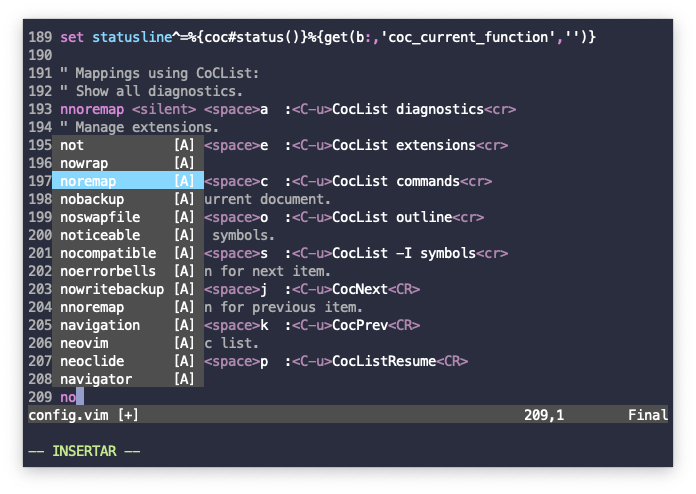 189 set statusline^=%{coc#status()}%{get(b:,'coc_current_function','')}
190
191 " Mappings using CoCList:
192 " Show all diagnostics.
193 nnoremap <silent> <space>a  :<C-u>CocList diagnostics<cr>
194 " Manage extensions.
195 not [A] <space>e  :<C-u>CocList extensions<cr>
196 nowrap [A]
197 noremap [A] <space>c  :<C-u>CocList commands<cr>
198 nobackup [A] urrent document.
199 noswapfile [A] <space>o  :<C-u>CocList outline<cr>
200 noticeable [A] symbols.
201 nocompatible [A] <space>s  :<C-u>CocList -I symbols<cr>
202 noerrorbells [A] n for next item.
203 nowritebackup [A] <space>j  :<C-u>CocNext<CR>
204 nnoremap [A] n for previous item.
205 navigation [A] <space>k  :<C-u>CocPrev<CR>
206 neovim [A] c list.
207 neoclide [A] <space>p  :<C-u>CocListResume<CR>
208 navigator [A]
209 no
config.vim [+] 209,1 Final
-- INSERTAR --